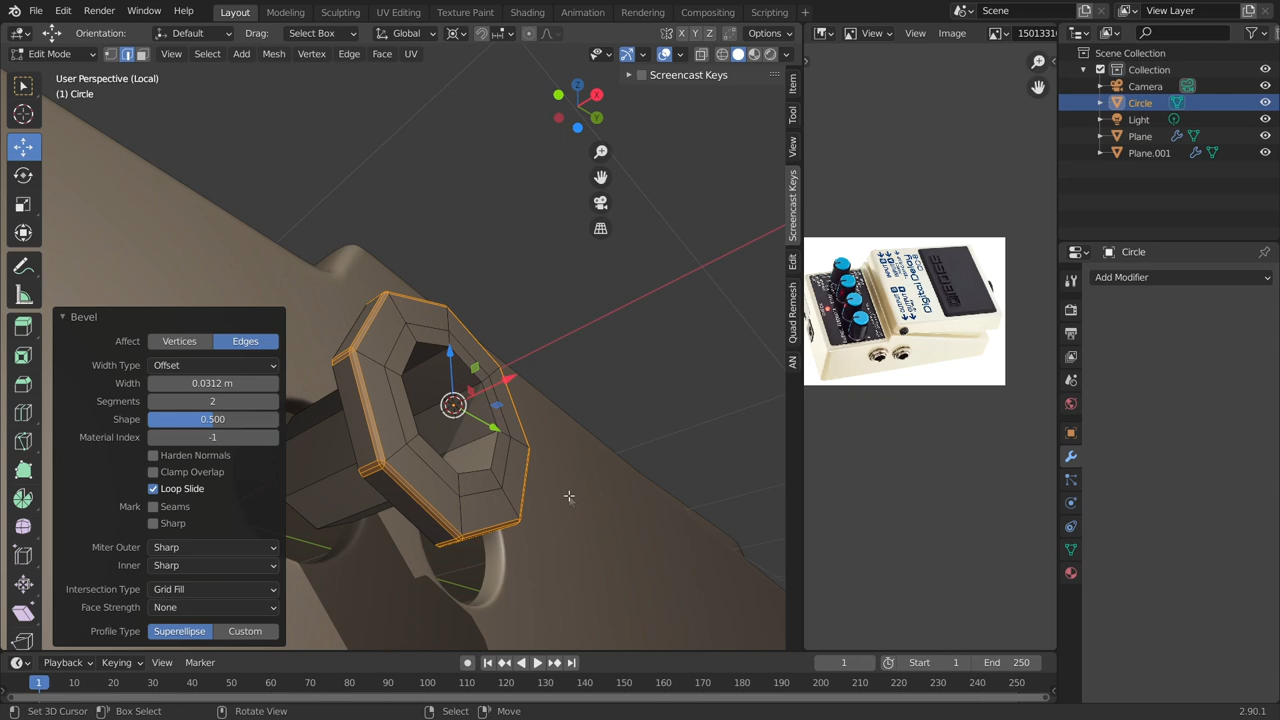 File Edit Render Window Help Layout Modeling Sculpting UV Editing Texture Paint Shading Animation Rendering Compositing Scripting + Scene View Layer
Orientation: Default Drag: Select Box Global X Y Z Options View View Image 1501331
Edit Mode View Select Add Mesh Vertex Edge Face UV
User Perspective (Local)
(1) Circle
Screencast Keys
Item
Tool
View
Screencast Keys
Edit
Quad Remesh
AN
Z
X
Y
Bevel
Affect Vertices Edges
Width Type Offset
Width 0.0312 m
Segments 2
Shape 0.500
Material Index -1
Harden Normals
Clamp Overlap
Loop Slide
Mark Seams
Sharp
Miter Outer Sharp
Inner Sharp
Intersection Type Grid Fill
Face Strength None
Profile Type Superellipse Custom
Digital Delay
BOSS
Scene Collection
Collection
Camera
Circle
Light
Plane
Plane.001
Circle
Add Modifier
Playback Keying View Marker 1 Start 1 End 250
1 10 20 30 40 50 60 70 80 90 100 110 120 130 140 150 160 170 180 190 200 210 220 230 240 250
Set 3D Cursor Box Select Rotate View Select Move 2.90.1